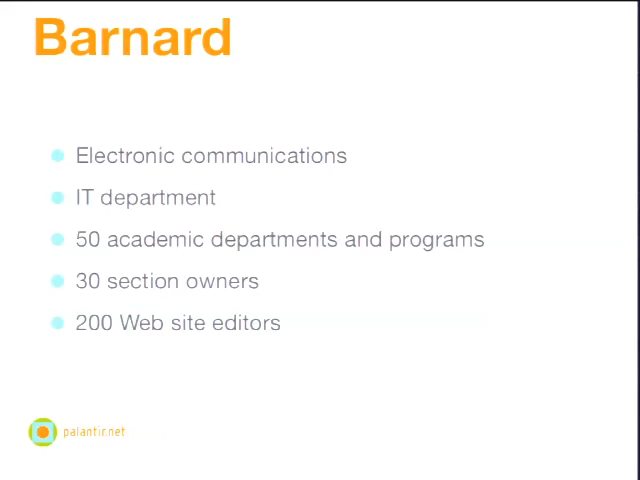 Barnard
Electronic communications
IT department
50 academic departments and programs
30 section owners
200 Web site editors
palantir.net